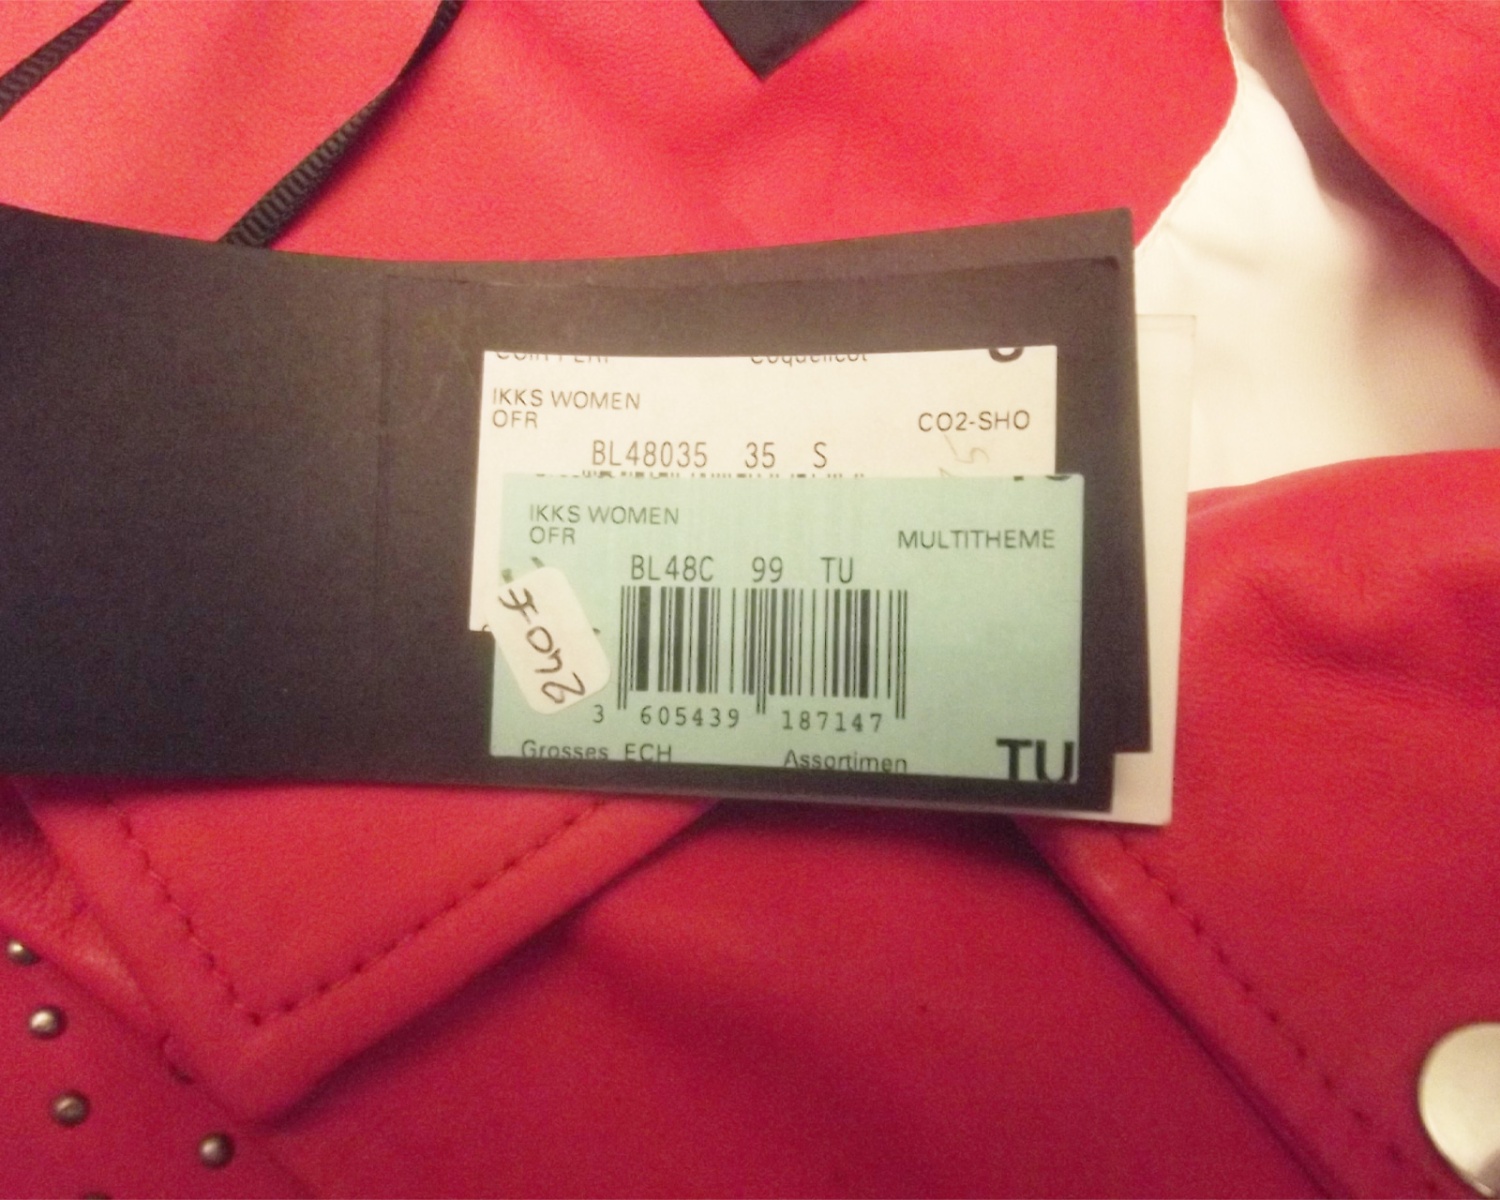 Coquelicot
IKKS WOMEN
OFR
CO2-SHO
BL48035 35 S
IKKS WOMEN
OFR
MULTITHEME
BL48C 99 TU
3 605439 187147
Grosses ECH
Assortimen
TU